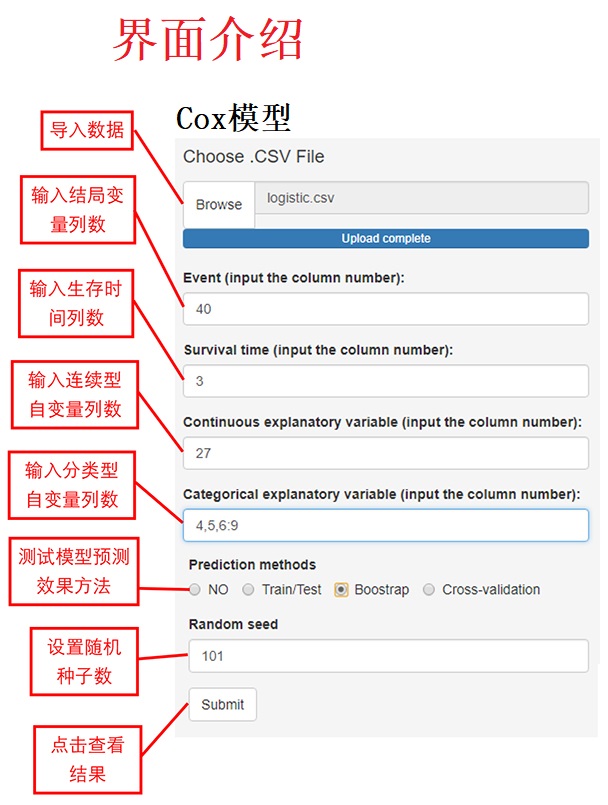 界面介绍
Cox模型
导入数据
Choose .CSV File
Browse
logistic.csv
Upload complete
输入结局变
量列数
Event (input the column number):
40
输入生存时
间列数
Survival time (input the column number):
3
输入连续型
自变量列数
Continuous explanatory variable (input the column number):
27
输入分类型
自变量列数
Categorical explanatory variable (input the column number):
4,5,6:9
测试模型预测
效果方法
Prediction methods
NO Train/Test Boostrap Cross-validation
设置随机
种子数
Random seed
101
Submit
点击查看
结果